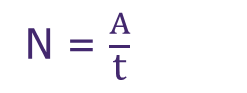 N = A/t